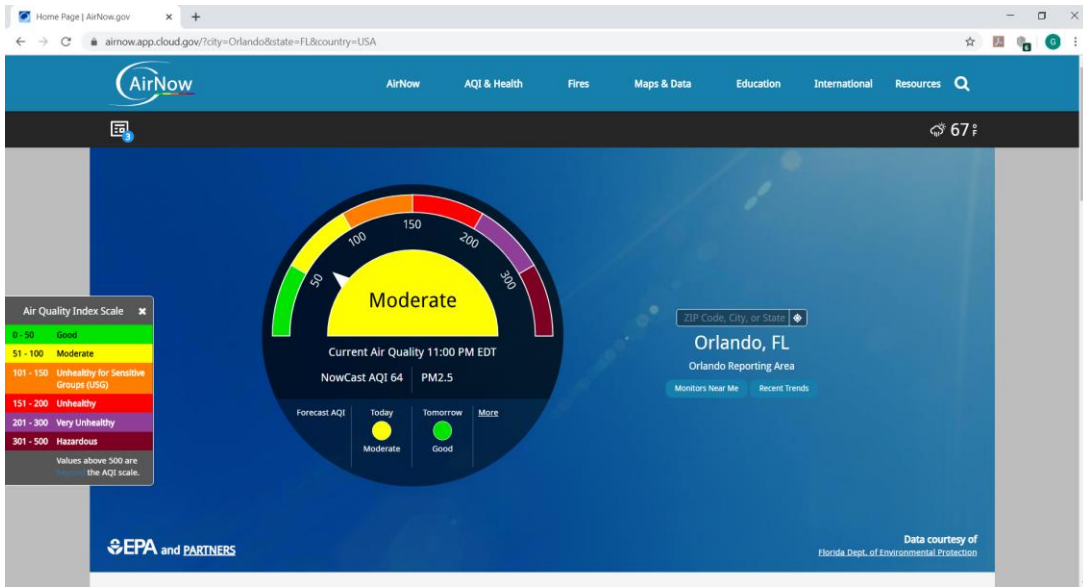 Home Page | AirNow.gov
airnow.app.cloud.gov/?city=Orlando&state=FL&country=USA
G
AirNow
AirNow AQI & Health Fires Maps & Data Education International Resources
3
67 °F
50 100 150 200 300
Moderate
Current Air Quality 11:00 PM EDT
NowCast AQI 64 PM2.5
Forecast AQI Today Tomorrow More
Moderate Good
Air Quality Index Scale
0 - 50 Good
51 - 100 Moderate
101 - 150 Unhealthy for Sensitive
Groups (USG)
151 - 200 Unhealthy
201 - 300 Very Unhealthy
301 - 500 Hazardous
Values above 500 are
the AQI scale.
ZIP Code, City, or State
Orlando, FL
Orlando Reporting Area
Monitors Near Me Recent Trends
EPA and PARTNERS
Data courtesy of
Florida Dept. of Environmental Protection